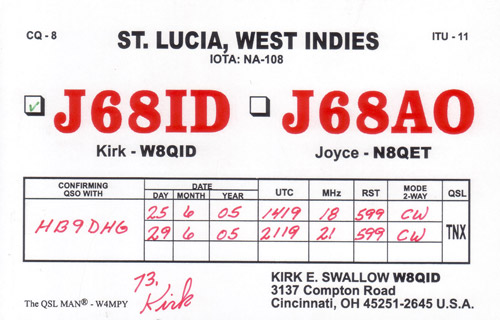 CQ - 8 ST. LUCIA, WEST INDIES ITU - 11
IOTA: NA-108
J68ID J68AO
Kirk - W8QID Joyce - N8QET
CONFIRMING QSO WITH DATE UTC MHz RST MODE 2-WAY QSL
DAY MONTH YEAR
HB9DHG 25 6 05 1419 18 599 CW TNX
29 6 05 2119 21 599 CW
73,
Kirk
KIRK E. SWALLOW W8QID
3137 Compton Road
The QSL MAN® - W4MPY Cincinnati, OH 45251-2645 U.S.A.